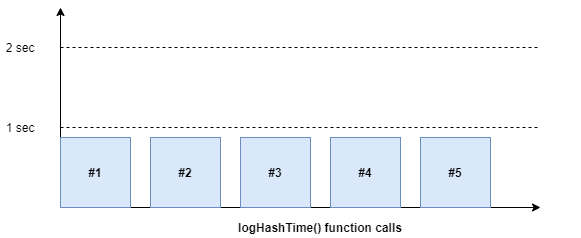 2 sec
1 sec
#1 #2 #3 #4 #5
logHashTime() function calls